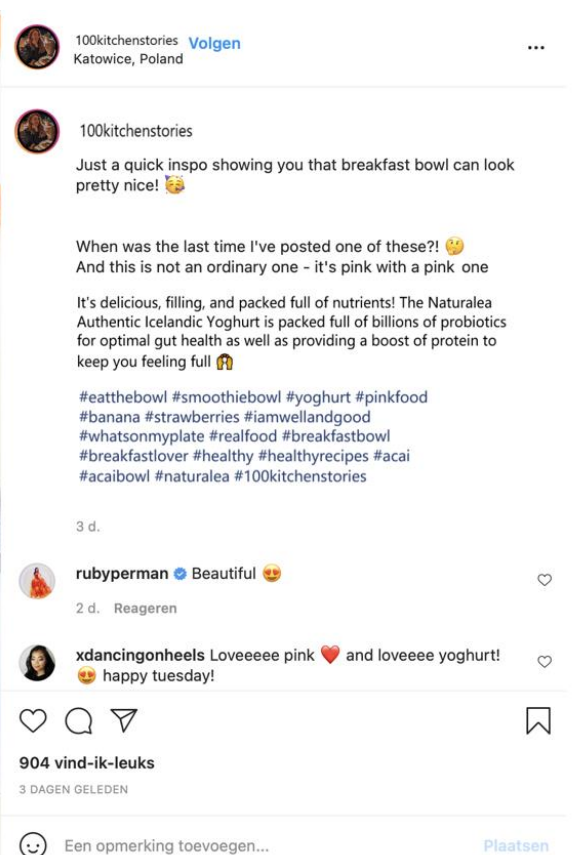 100kitchenstories Volgen
Katowice, Poland
100kitchenstories
Just a quick inspo showing you that breakfast bowl can look
pretty nice! 🥳
When was the last time I've posted one of these?! 🤔
And this is not an ordinary one - it's pink with a pink one
It's delicious, filling, and packed full of nutrients! The Naturalea
Authentic Icelandic Yoghurt is packed full of billions of probiotics
for optimal gut health as well as providing a boost of protein to
keep you feeling full
#eatthebowl #smoothiebowl #yoghurt #pinkfood
#banana #strawberries #iamwellandgood
#whatsonmyplate #realfood #breakfastbowl
#breakfastlover #healthy #healthyrecipes #acai
#acaibowl #naturalea #100kitchenstories
3 d.
rubyperman Beautiful 😍
2 d. Reageren
xdancingonheels Loveeeee pink ❤️ and loveeee yoghurt!
😍 happy tuesday!
904 vind-ik-leuks
3 DAGEN GELEDEN
Een opmerking toevoegen... Plaatsen